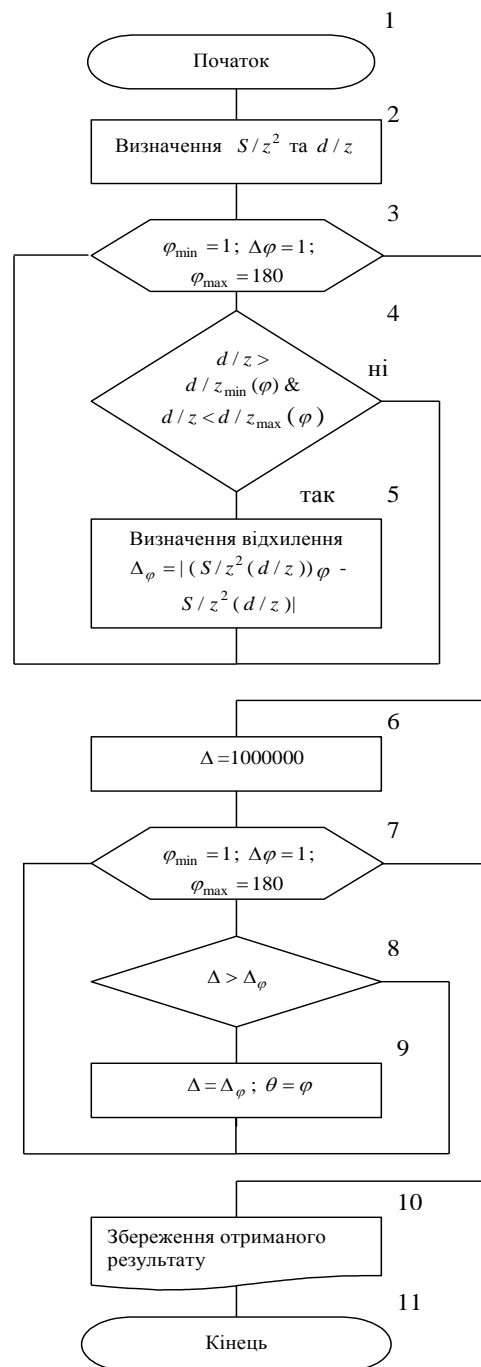 1
Початок
2
Визначення S/z² та d/z
3
φmin =1; Δφ=1;
φmax =180
4
d/z >
d/zmin (φ) &
d/z < d/zmax (φ)
ні
так
5
Визначення відхилення
Δφ =| ( S/z² ( d/z ) ) φ -
S/z² ( d/z )|
6
Δ =1000000
7
φmin =1; Δφ=1;
φmax =180
8
Δ > Δφ
9
Δ = Δφ ; θ = φ
10
Збереження отриманого
результату
11
Кінець